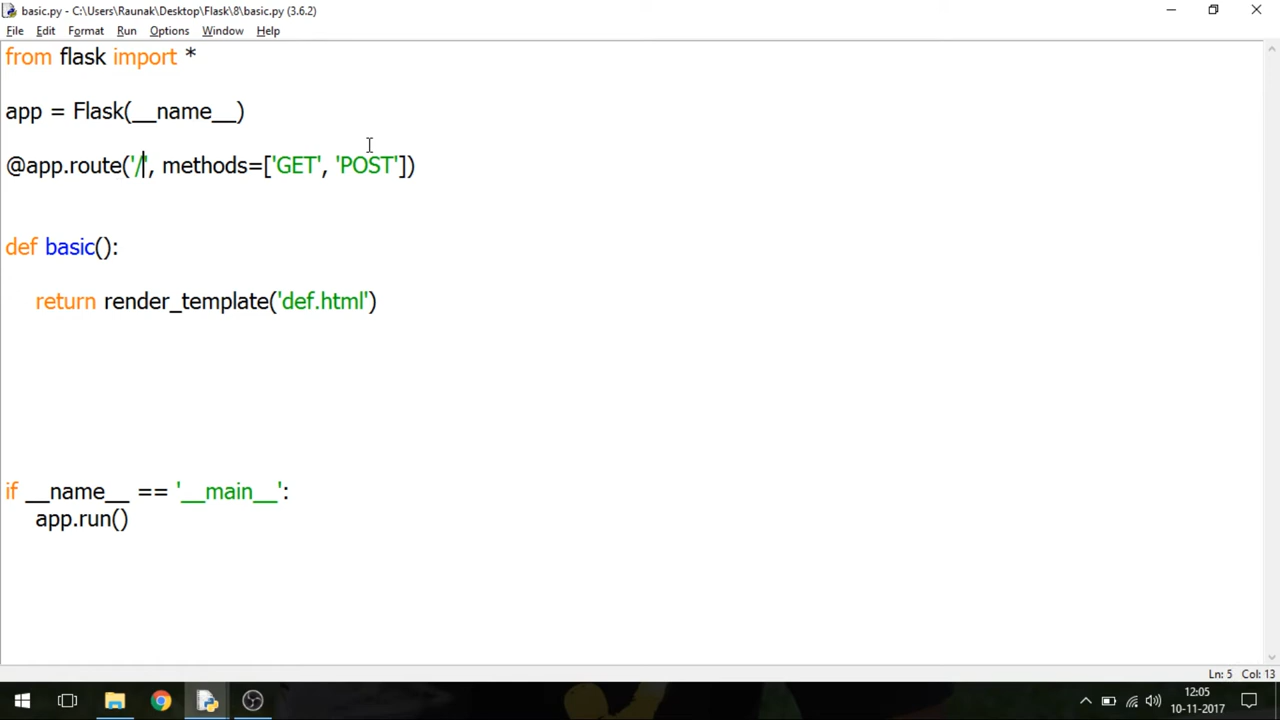 basic.py - C:\Users\Raunak\Desktop\Flask\8\basic.py (3.6.2)
File Edit Format Run Options Window Help
from flask import *
app = Flask(__name__)
@app.route('/', methods=['GET', 'POST'])
def basic():
return render_template('def.html')
if __name__ == '__main__':
app.run()
Ln: 5 Col: 13
12:05
10-11-2017